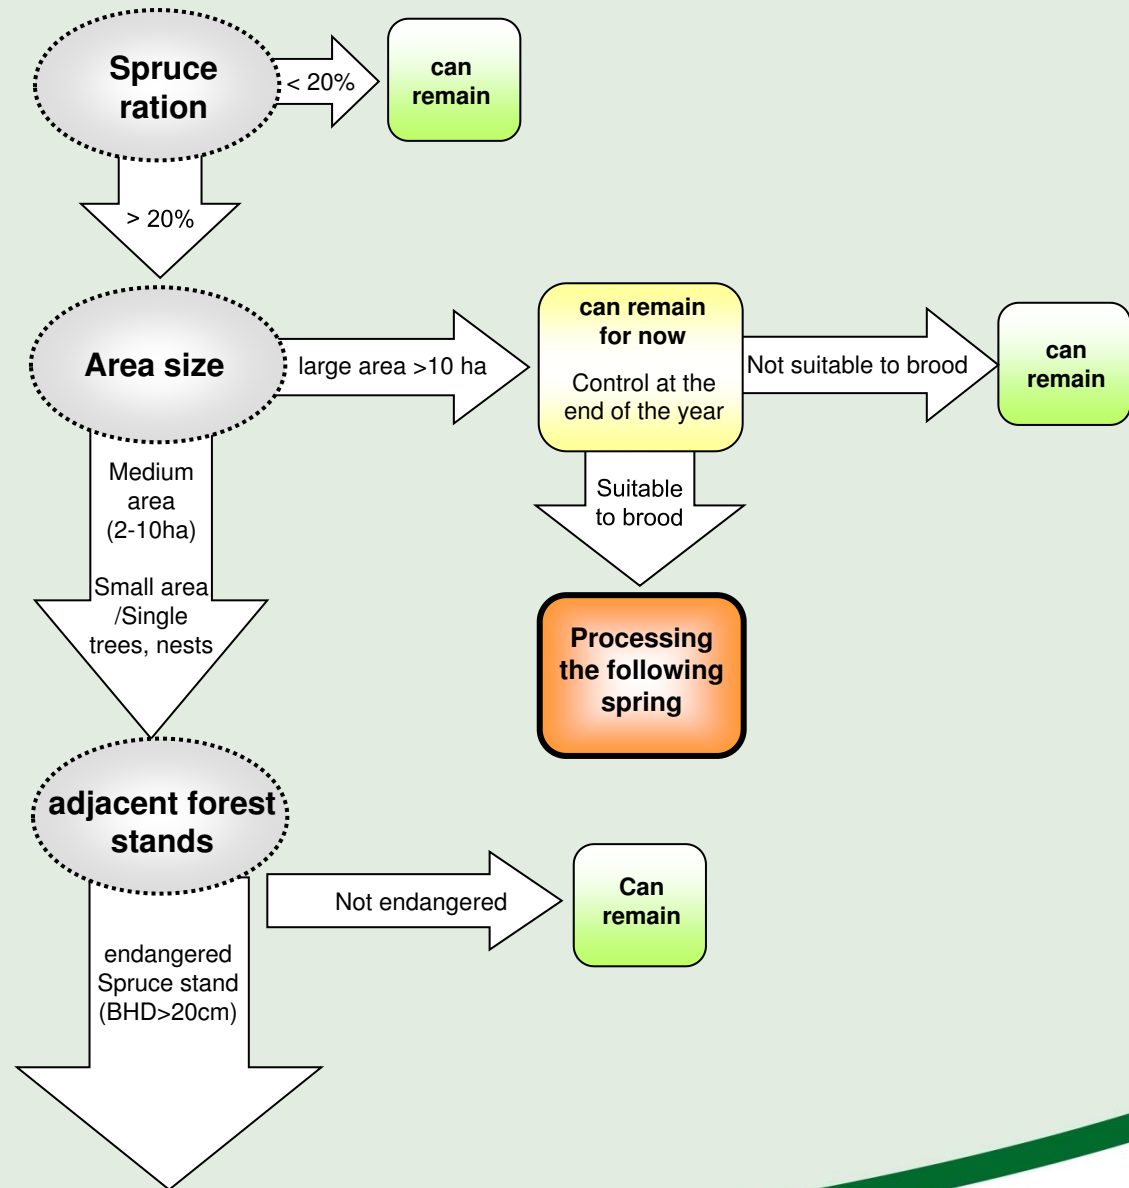 Spruce
ration
< 20%
can
remain
> 20%
Area size
large area >10 ha
can remain
for now
Control at the
end of the year
Not suitable to brood
can
remain
Medium
area
(2-10ha)
Small area
/Single
trees, nests
Suitable
to brood
Processing
the following
spring
adjacent forest
stands
Not endangered
Can
remain
endangered
Spruce stand
(BHD>20cm)